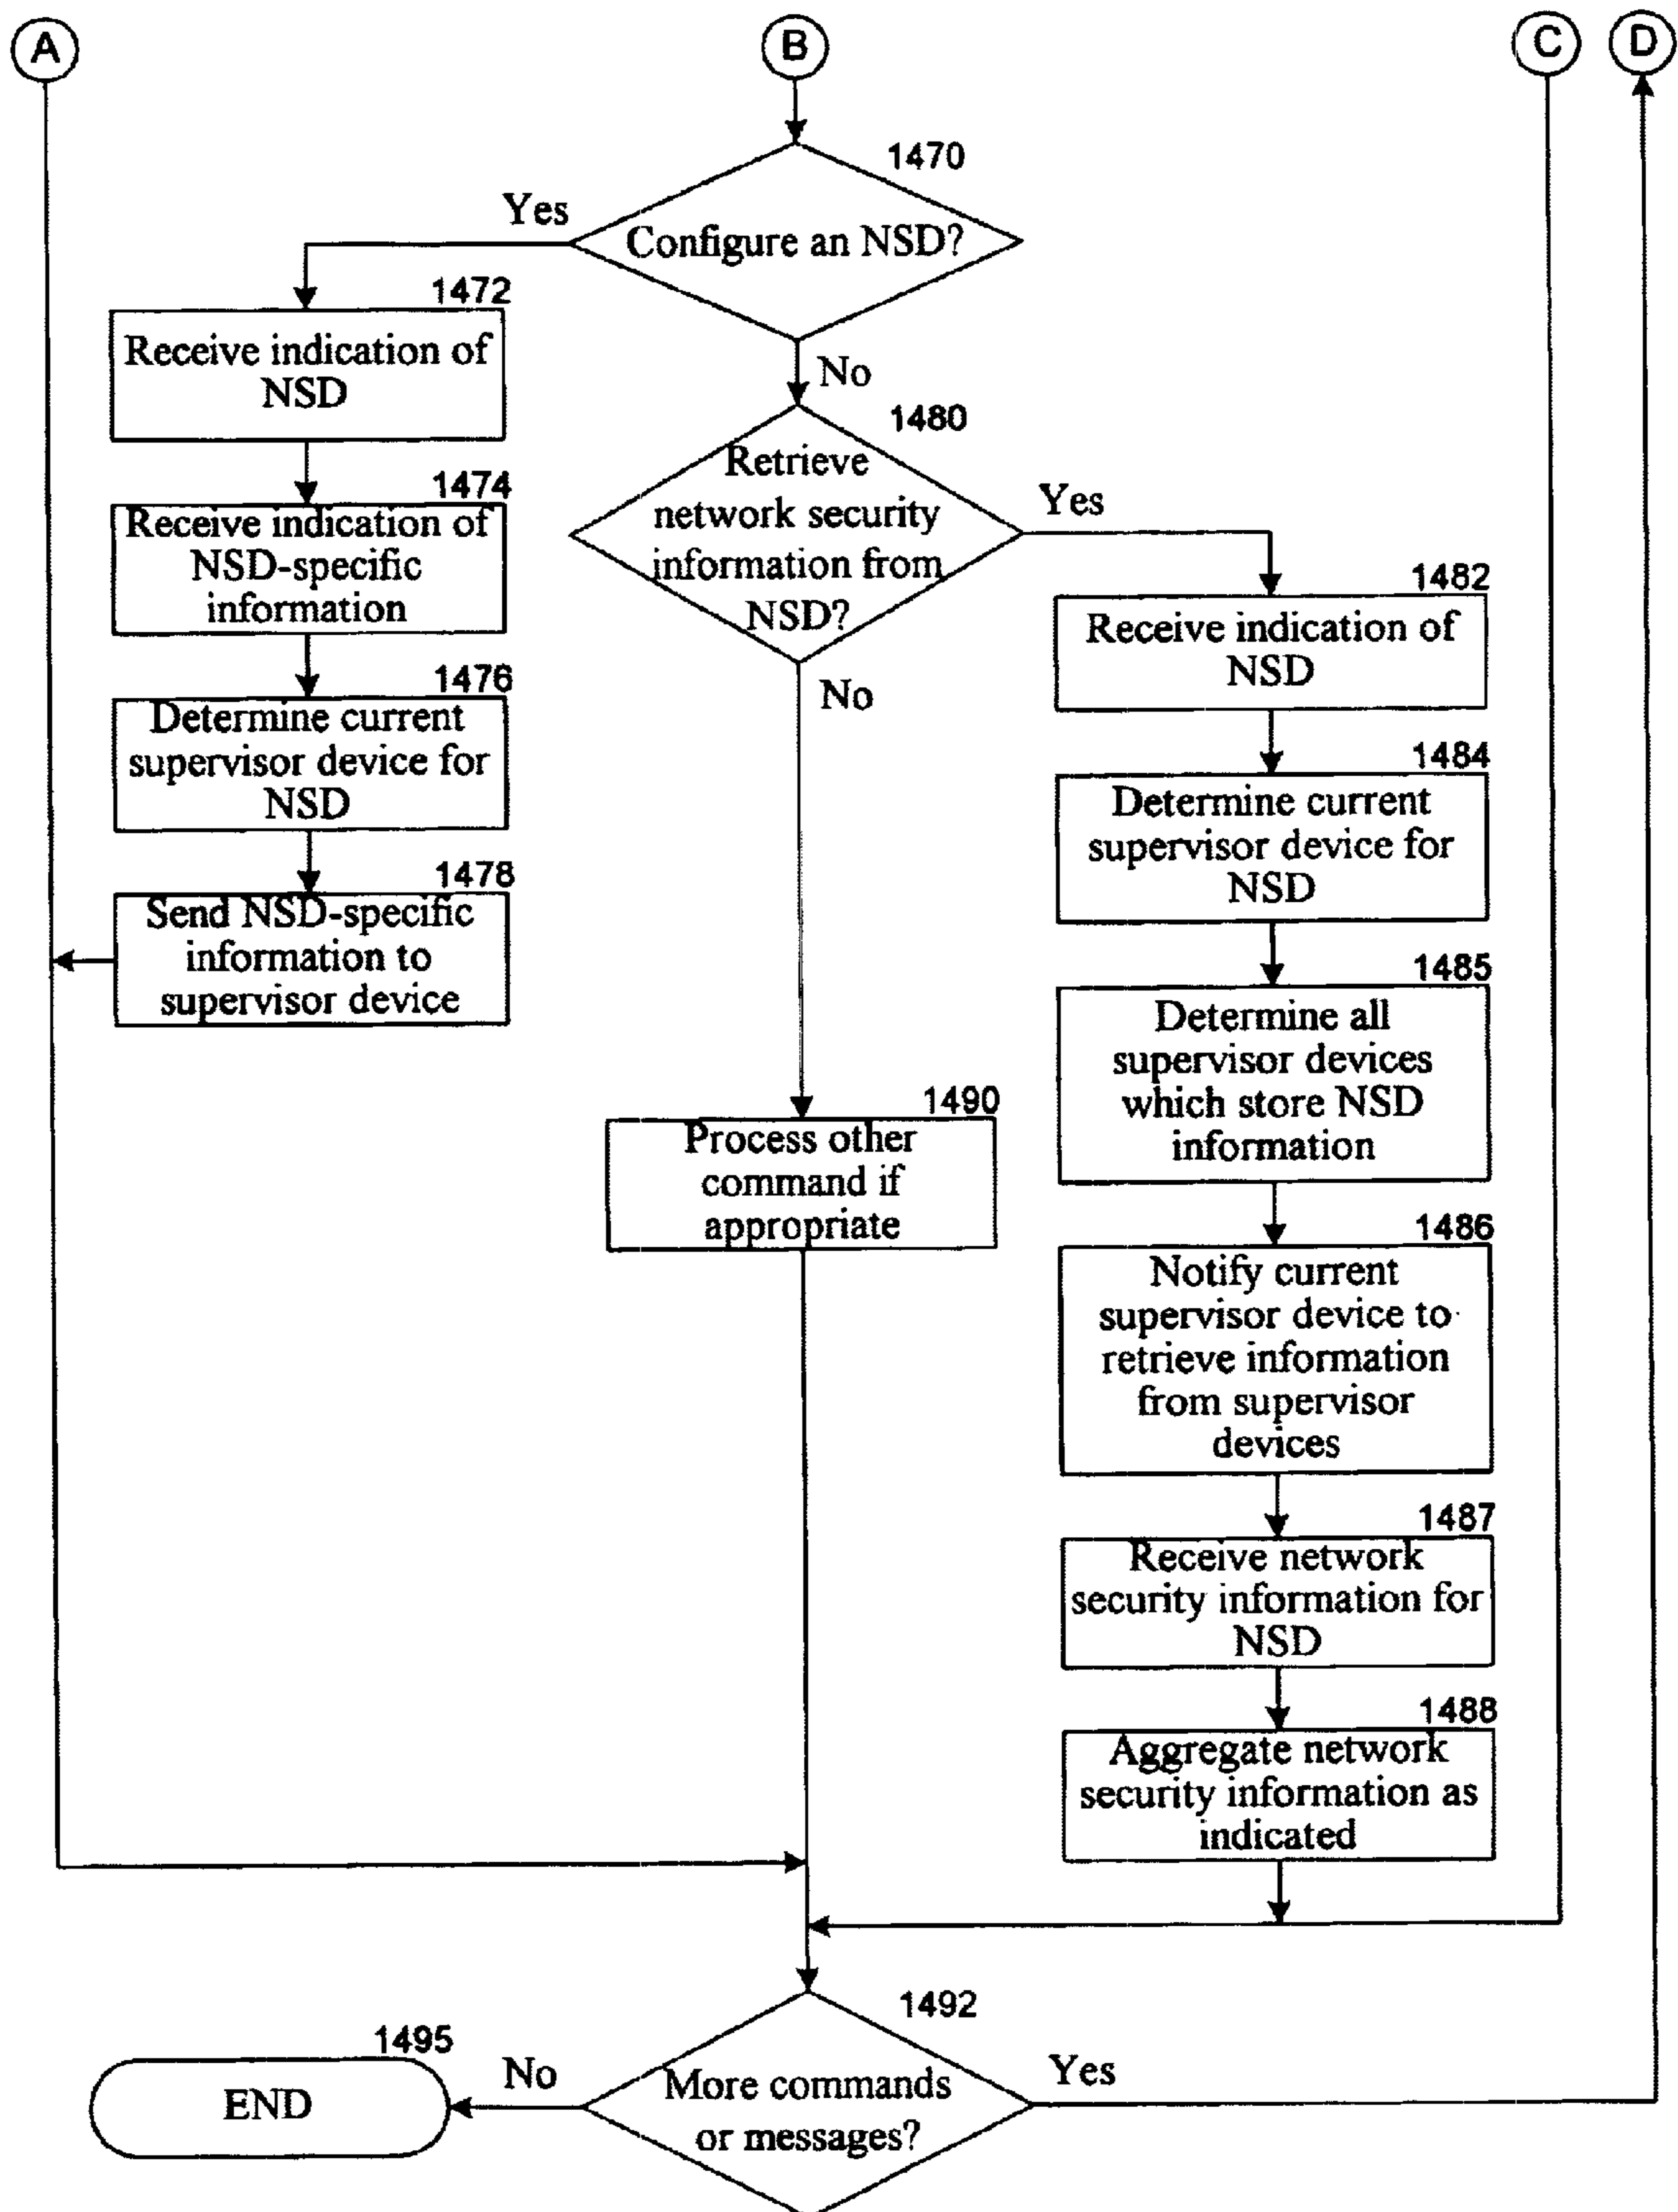 A
B
C
D
1470
Yes
Configure an NSD?
1472
Receive indication of
NSD
No
1480
Retrieve
network security
information from
NSD?
Yes
1474
Receive indication of
NSD-specific
information
1482
Receive indication of
NSD
1476
Determine current
supervisor device for
NSD
No
1484
Determine current
supervisor device for
NSD
1478
Send NSD-specific
information to
supervisor device
1485
Determine all
supervisor devices
which store NSD
information
1490
Process other
command if
appropriate
1486
Notify current
supervisor device to
retrieve information
from supervisor
devices
1487
Receive network
security information for
NSD
1488
Aggregate network
security information as
indicated
1492
More commands
or messages?
Yes
No
1495
END